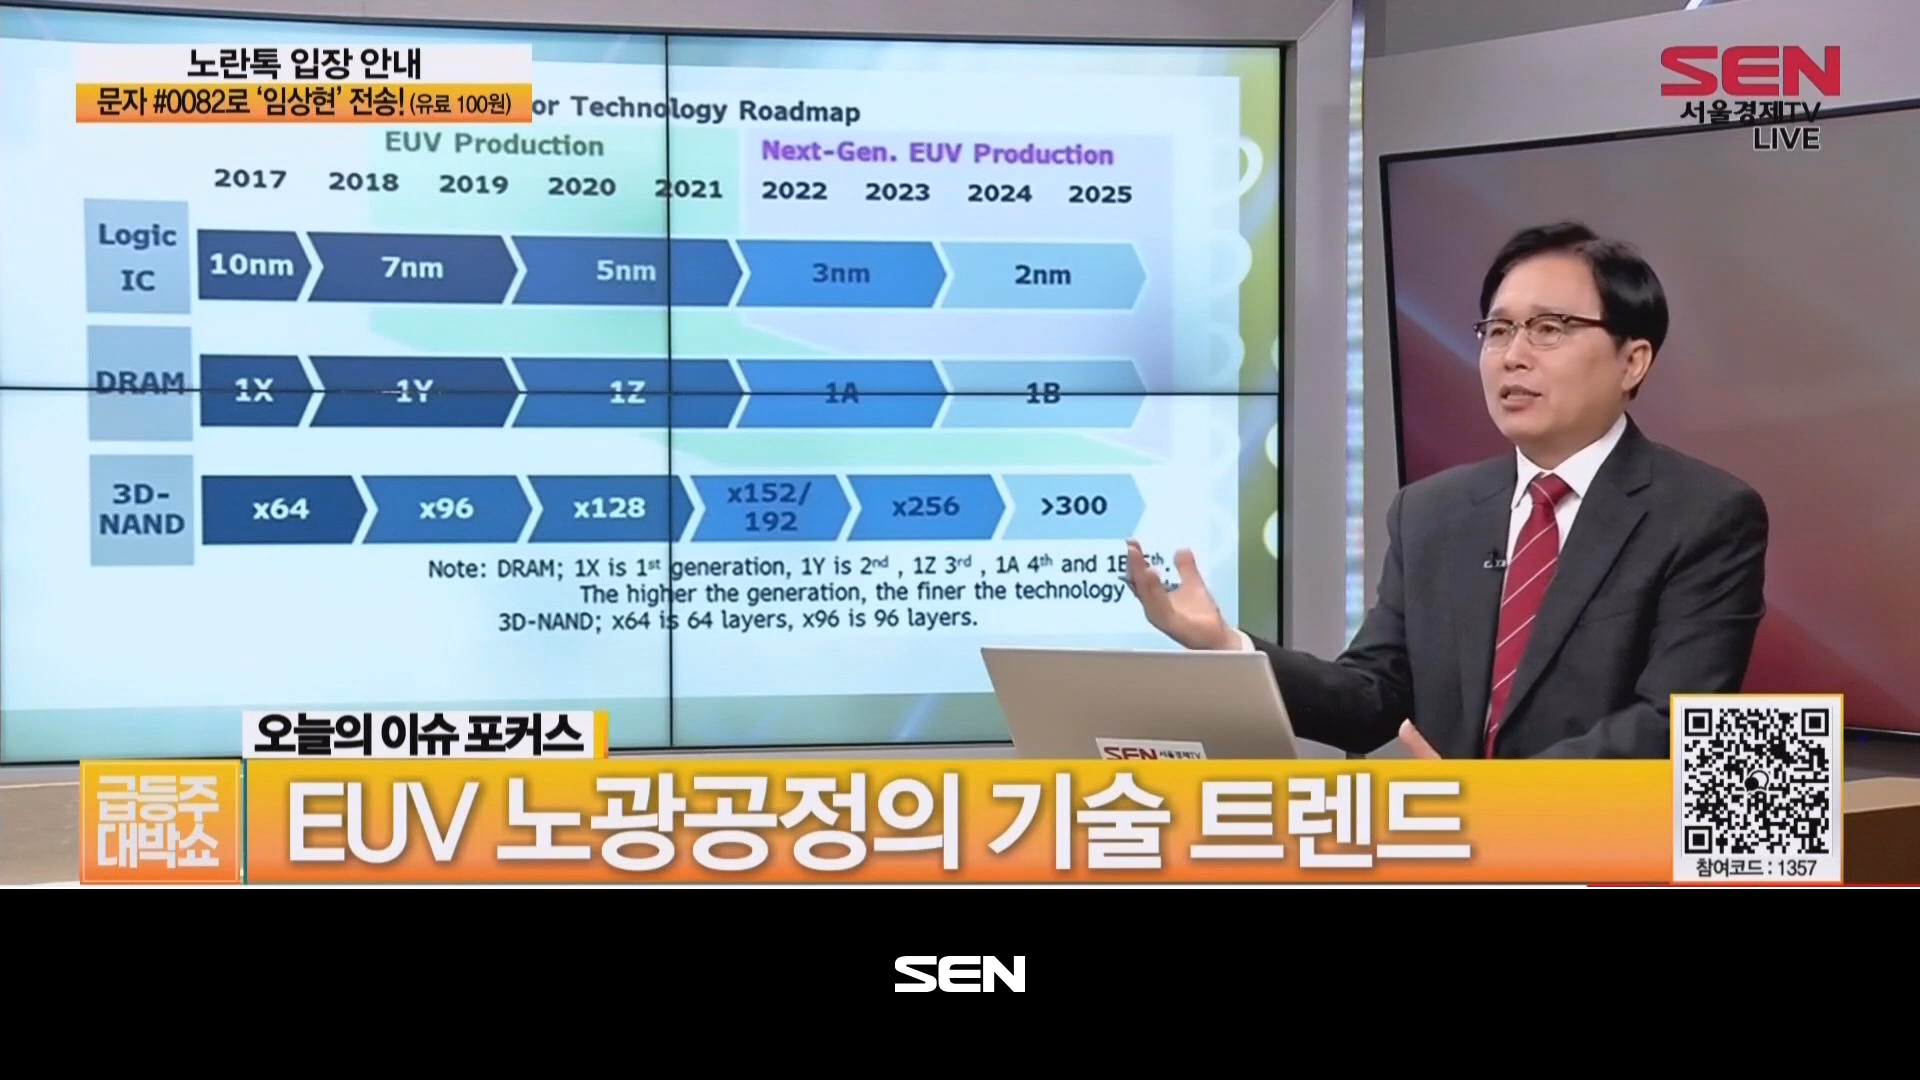 노란톡 입장 안내
문자 #0082로 ‘임상현’ 전송! (유료 100원)
SEN
서울경제TV
LIVE
or Technology Roadmap
EUV Production
Next-Gen. EUV Production
2017 2018 2019 2020 2021 2022 2023 2024 2025
Logic IC 10nm 7nm 5nm 3nm 2nm
DRAM 1X 1Y 1Z 1A 1B
3D-NAND x64 x96 x128 x152/192 x256 >300
Note: DRAM; 1X is 1st generation, 1Y is 2nd , 1Z 3rd , 1A 4th and
The higher the generation, the finer the technology
3D-NAND; x64 is 64 layers, x96 is 96 layers.
SEN 서울경제TV
오늘의 이슈 포커스
급등주
대박쇼
EUV 노광공정의 기술 트렌드
참여코드 : 1357
SEN